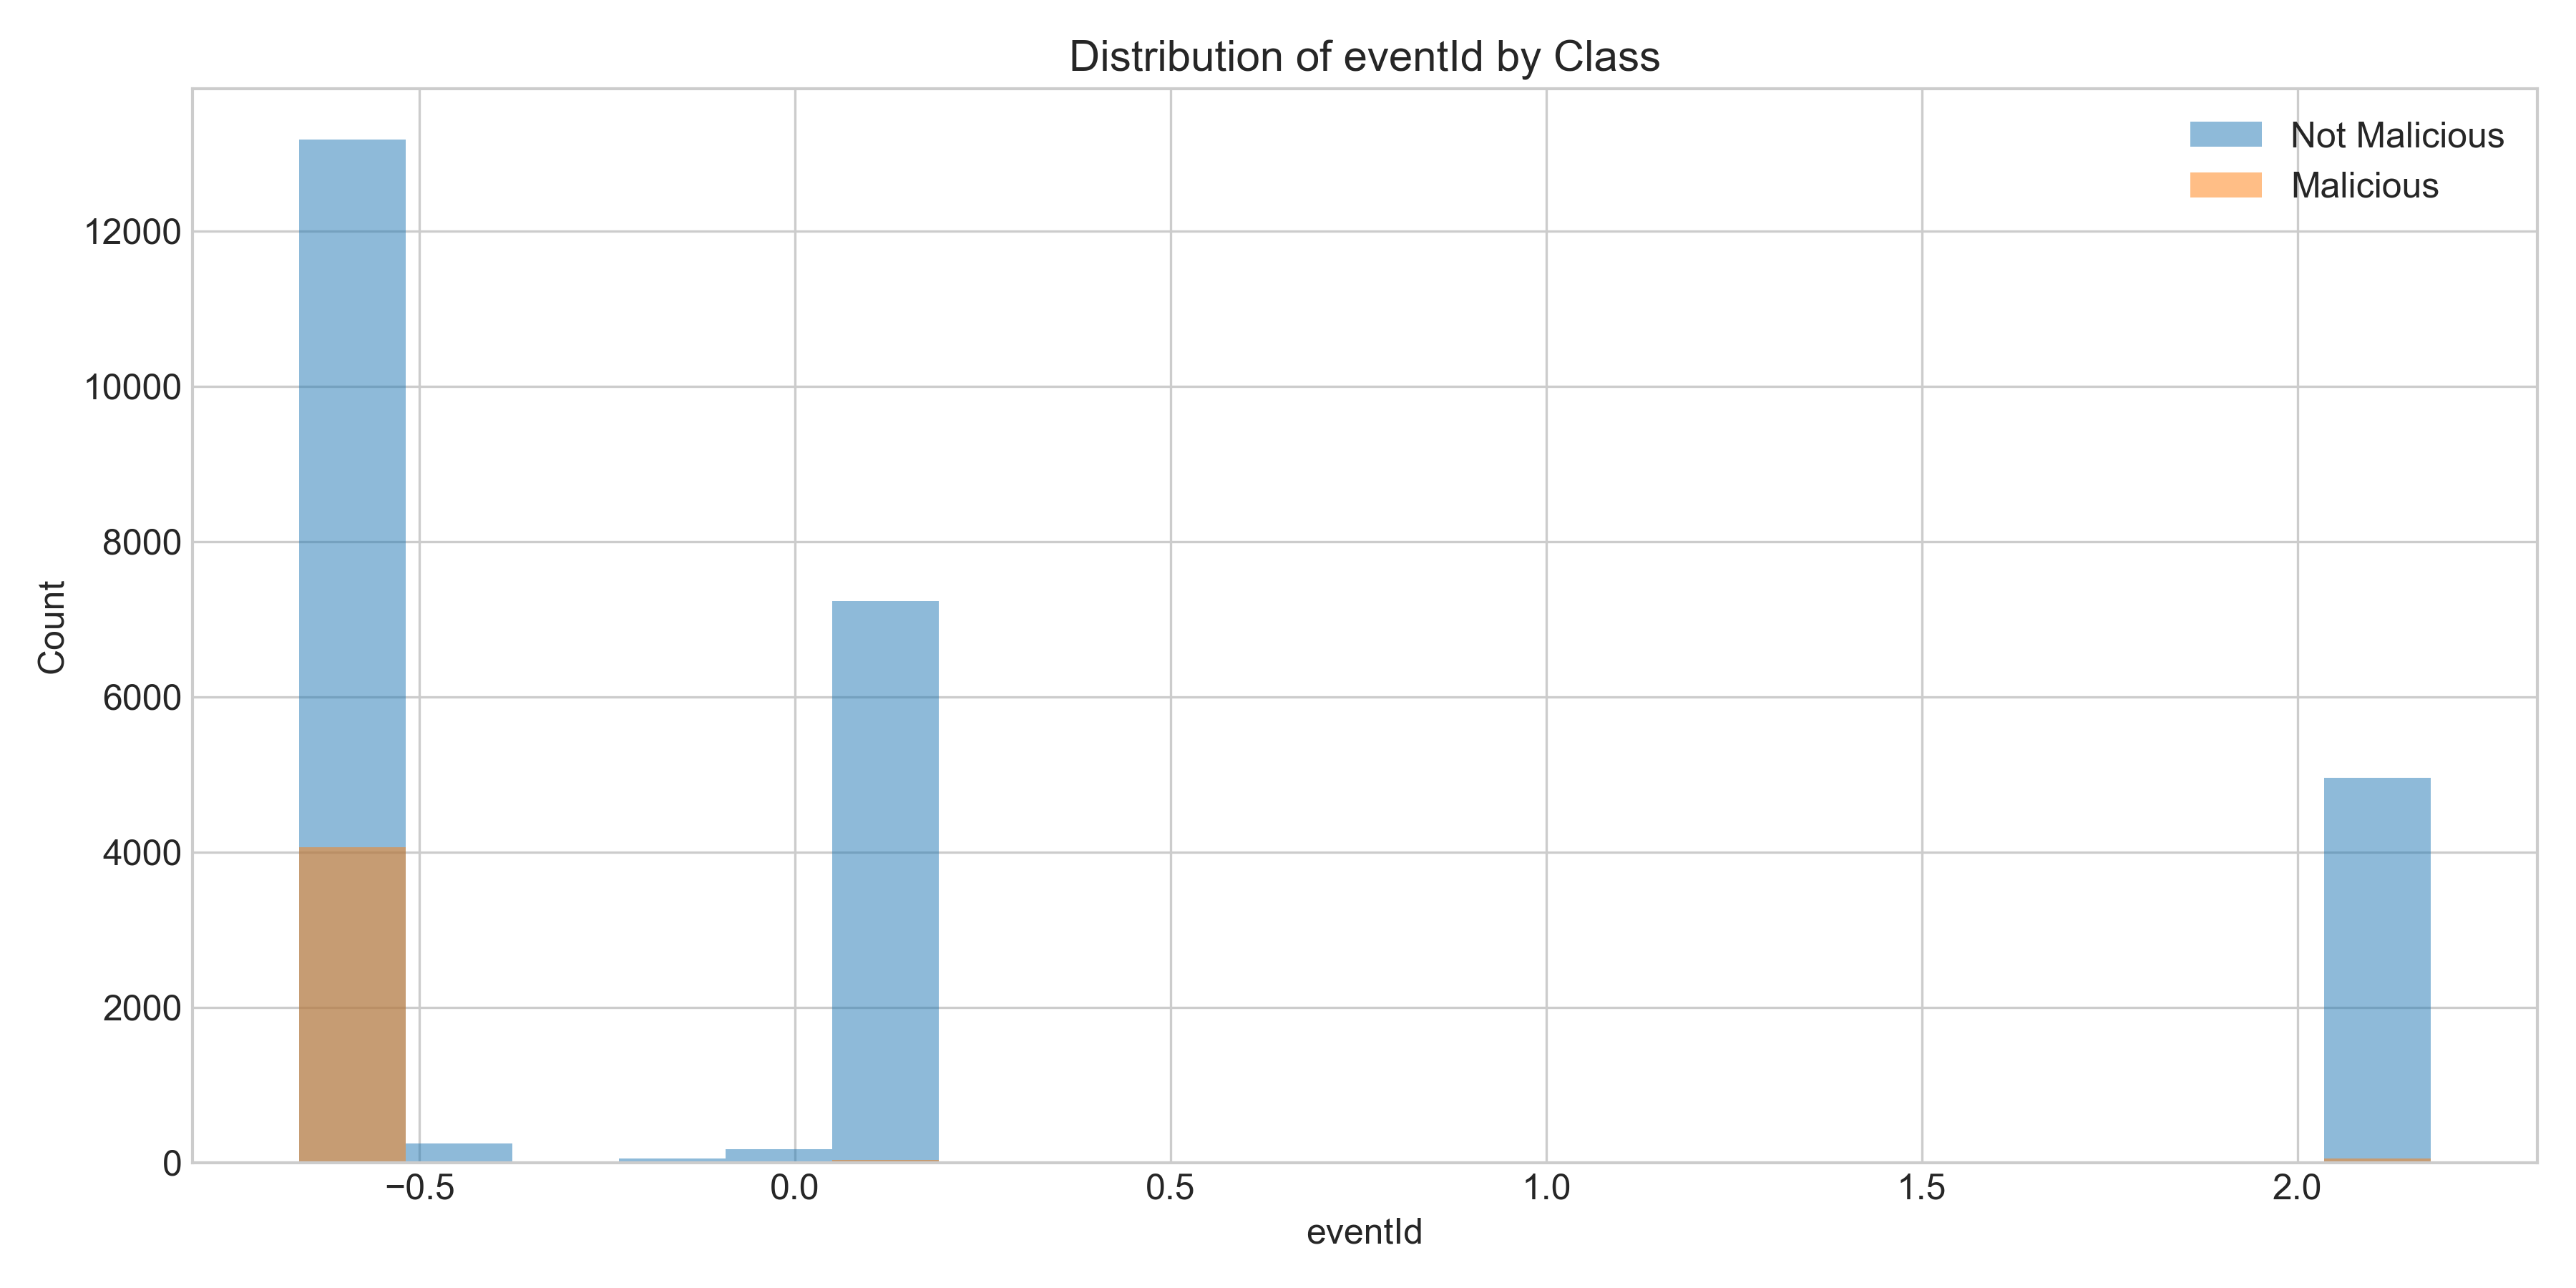 Distribution of eventId by Class
Not Malicious
Malicious
12000
10000
8000
6000
4000
2000
0
Count
−0.5 0.0 0.5 1.0 1.5 2.0
eventId